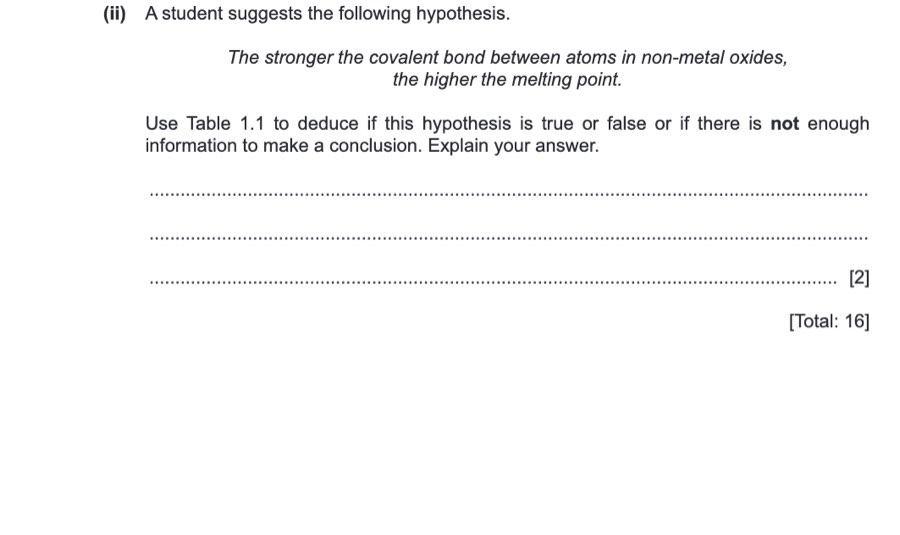 (ii) A student suggests the following hypothesis.
The stronger the covalent bond between atoms in non-metal oxides,
the higher the melting point.
Use Table 1.1 to deduce if this hypothesis is true or false or if there is not enough
information to make a conclusion. Explain your answer.
[2]
[Total: 16]